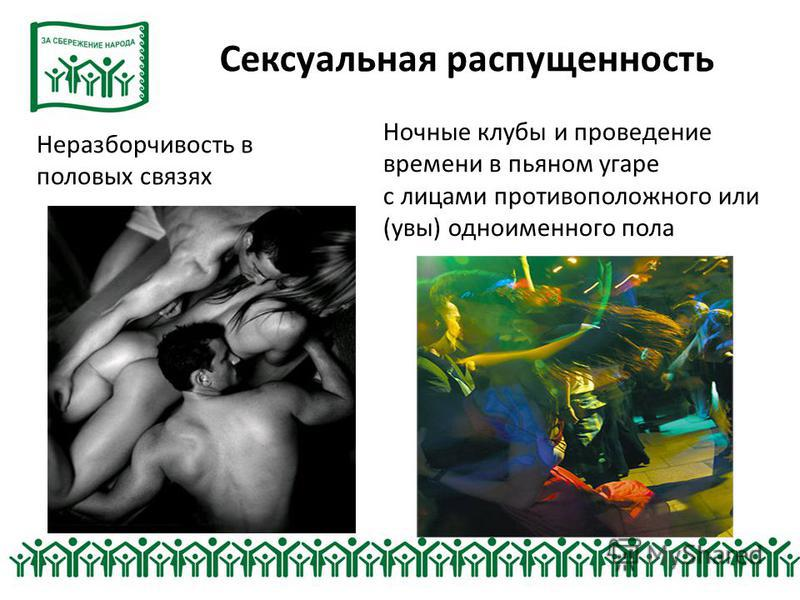 ЗА СБЕРЕЖЕНИЕ НАРОДА
Сексуальная распущенность
Неразборчивость в
половых связях
Ночные клубы и проведение
времени в пьяном угаре
с лицами противоположного или
(увы) одноименного пола
MyShared